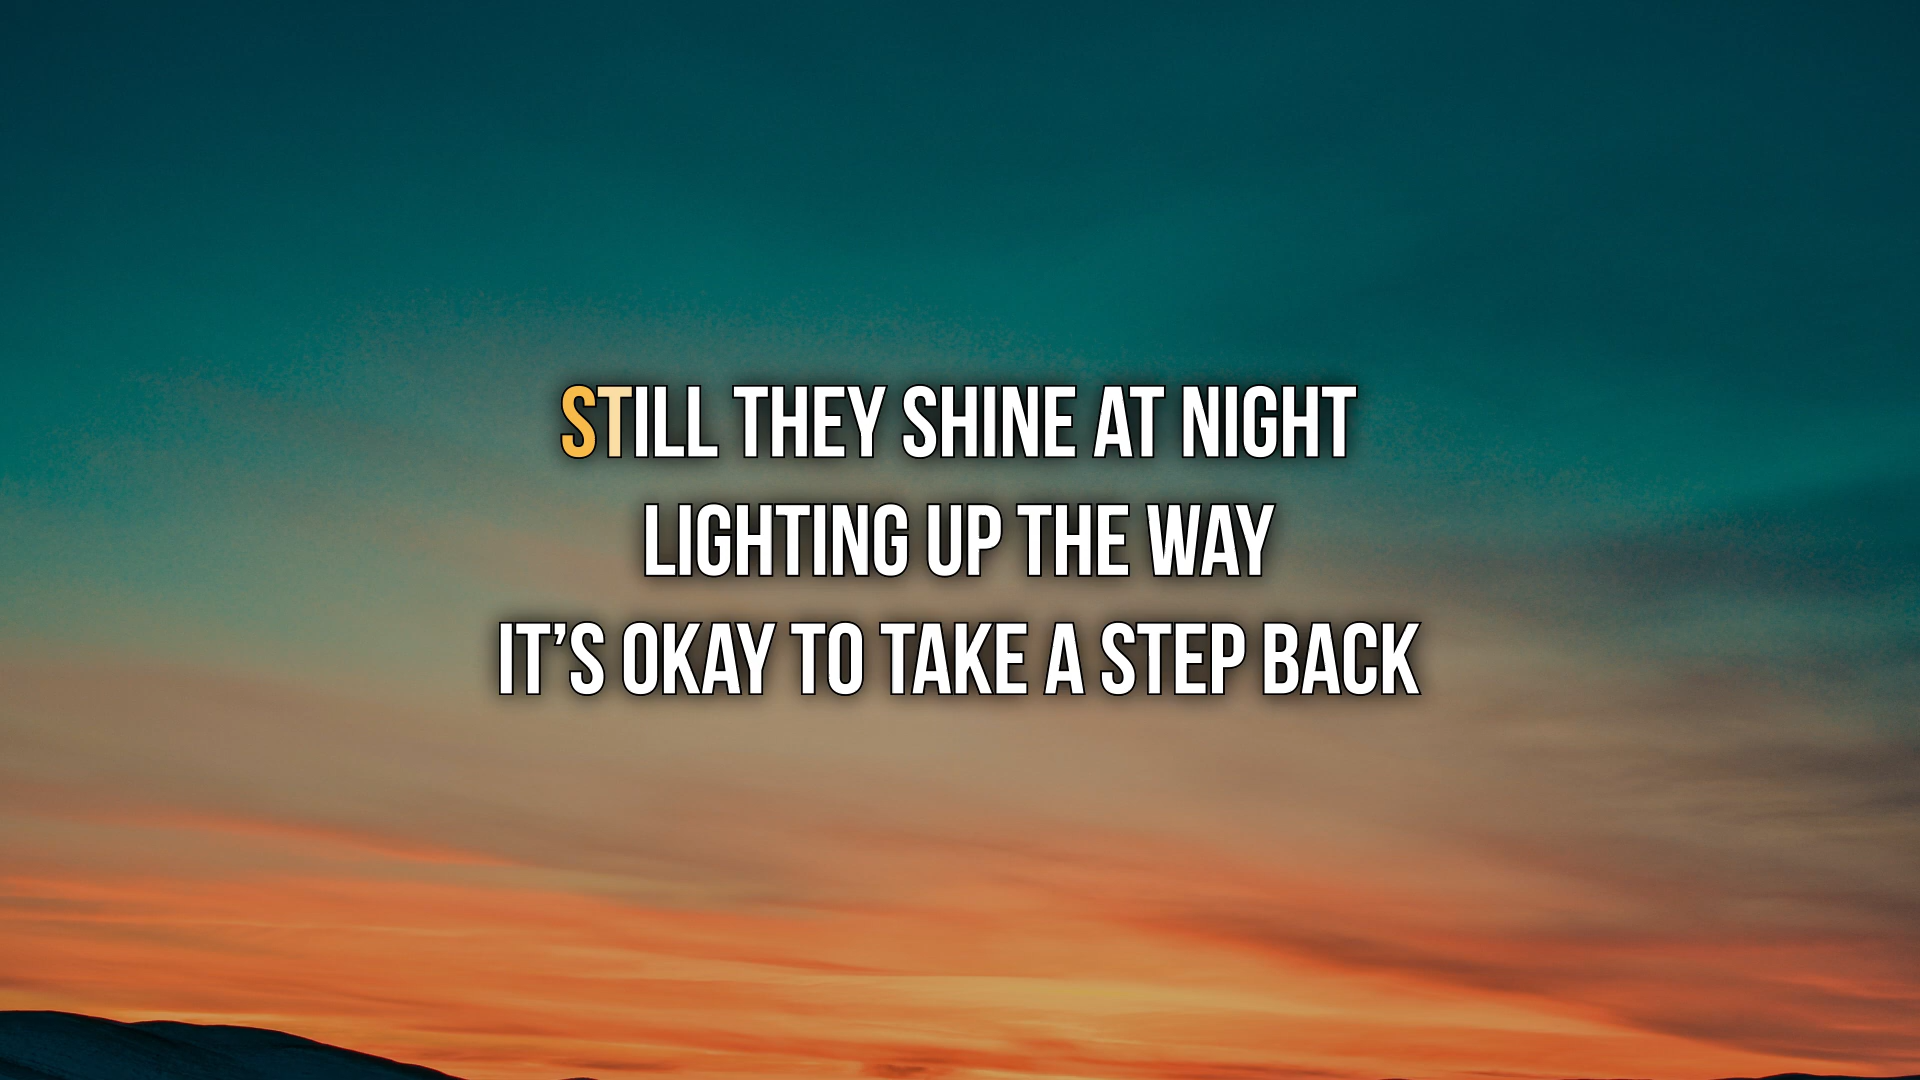 STILL THEY SHINE AT NIGHT
LIGHTING UP THE WAY
IT’S OKAY TO TAKE A STEP BACK